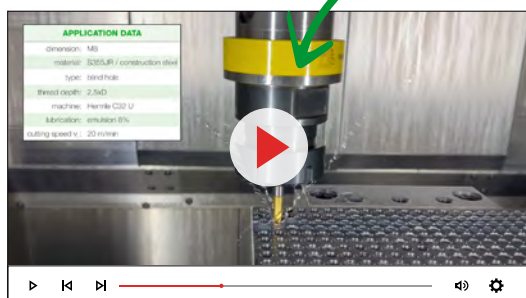 APPLICATION DATA
dimension: M8
material: S355JR / construction steel
type: blind hole
thread depth: 2,5xD
machine: Hermle C32 U
lubrication: emulsion 8%
cutting speed v.: 20 m/min